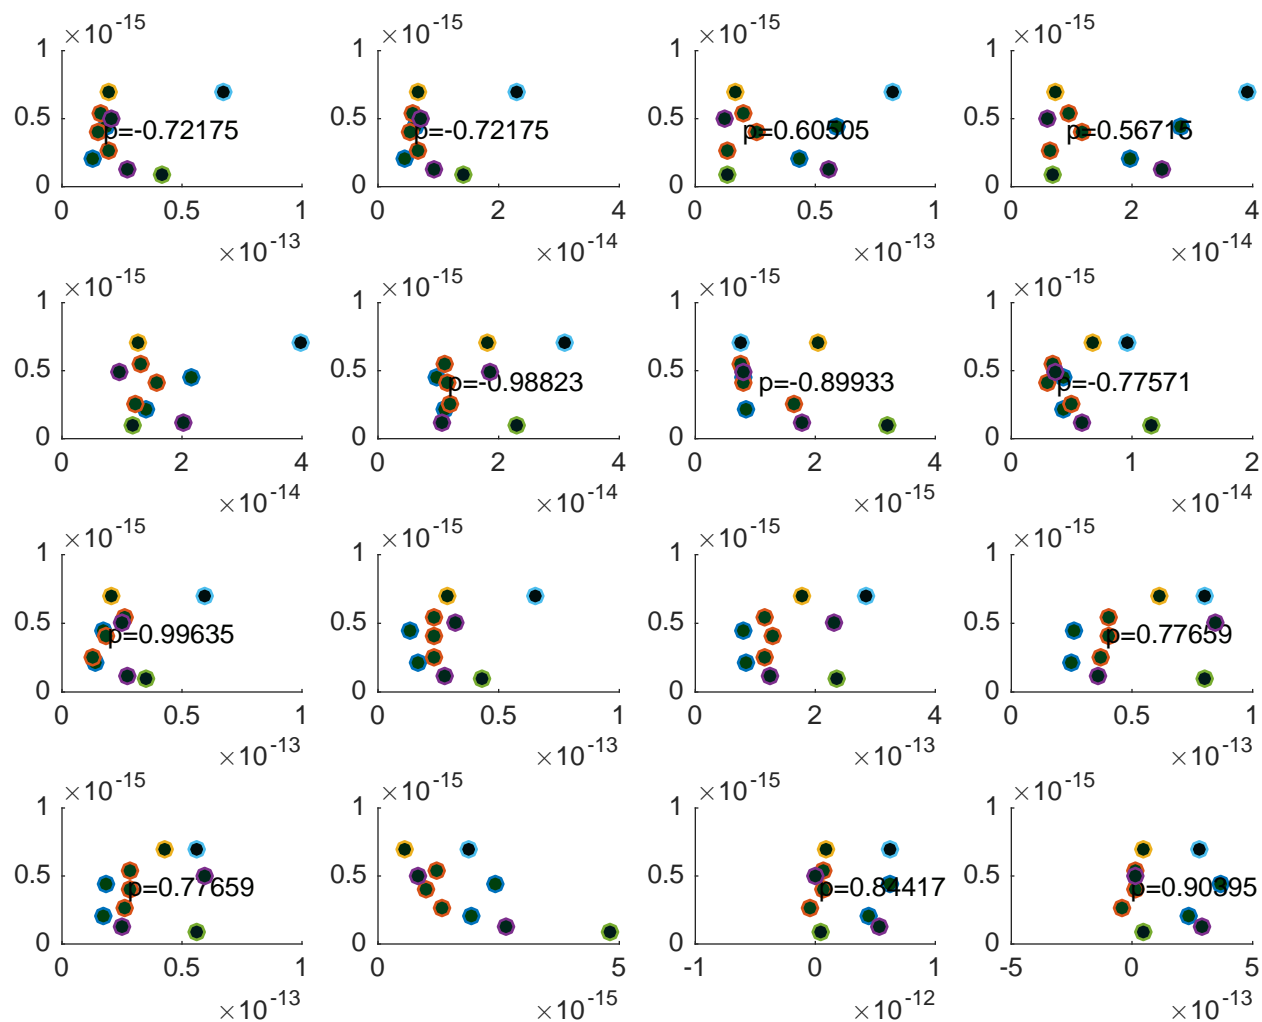 ×10^-15 ×10^-15 ×10^-15 ×10^-15
1 1 1 1
0.5 p=-0.72175 0.5 p=-0.72175 0.5 p=0.60505 0.5 p=0.56715
0 0 0 0
0 0.5 1 0 2 4 0 0.5 1 0 2 4
×10^-13 ×10^-14 ×10^-13 ×10^-14
×10^-15 ×10^-15 ×10^-15 ×10^-15
1 1 1 1
0.5 0.5 p=-0.98823 0.5 p=-0.89933 0.5 p=-0.77571
0 0 0 0
0 2 4 0 2 4 0 2 4 0 1 2
×10^-14 ×10^-14 ×10^-15 ×10^-14
×10^-15 ×10^-15 ×10^-15 ×10^-15
1 1 1 1
0.5 p=0.99635 0.5 0.5 0.5 p=0.77659
0 0 0 0
0 0.5 1 0 0.5 1 0 2 4 0 0.5 1
×10^-13 ×10^-13 ×10^-13 ×10^-13
×10^-15 ×10^-15 ×10^-15 ×10^-15
1 1 1 1
0.5 p=0.77659 0.5 0.5 p=0.84417 0.5 p=0.90395
0 0 0 0
0 0.5 1 0 5 -1 0 1 -5 0 5
×10^-13 ×10^-15 ×10^-12 ×10^-13